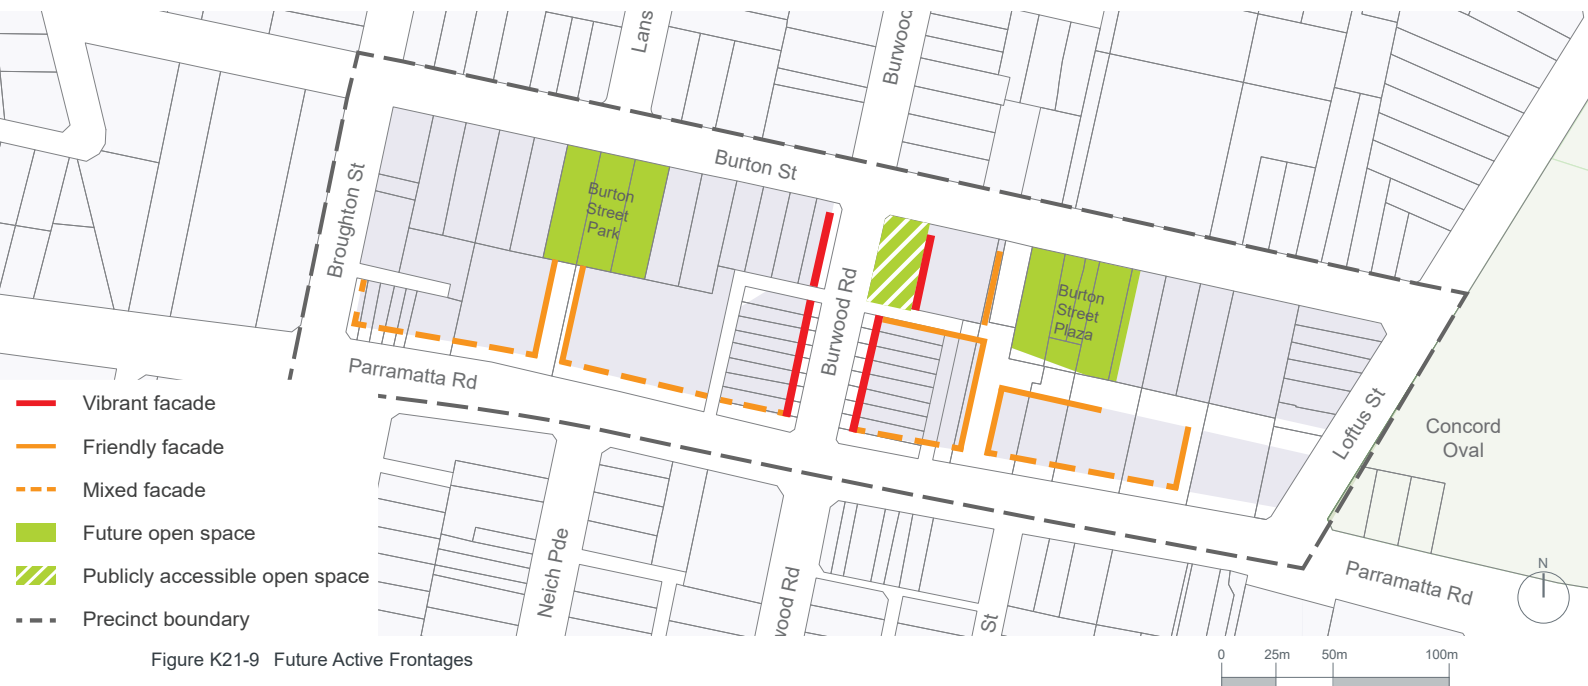 Lans
Burwood
Burton St
Broughton St
Burton
Street
Park
Burwood Rd
Burton
Street
Plaza
Parramatta Rd
Loftus St
Concord
Oval
Vibrant facade
Friendly facade
Mixed facade
Future open space
Publicly accessible open space
Precinct boundary
Neich Pde
wood Rd
St
Parramatta Rd
N
Figure K21-9 Future Active Frontages
0 25m 50m 100m